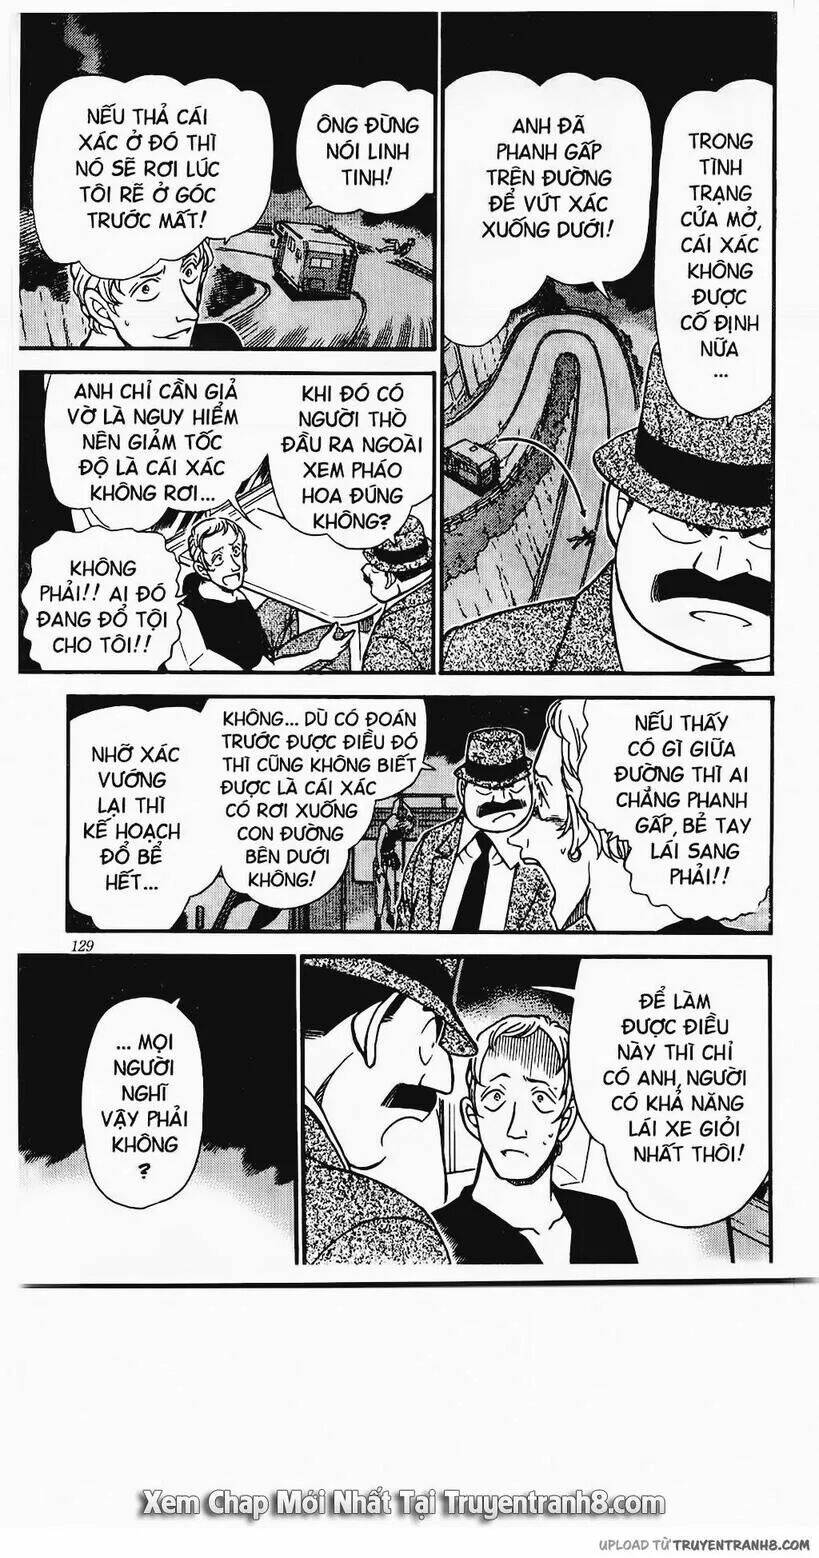 TRONG
TÌNH
TRẠNG
CỬA MỞ,
CÁI XÁC
KHÔNG
ĐƯỢC
CỐ ĐỊNH
NỮA
...
ANH ĐÃ
PHANH GẤP
TRÊN ĐƯỜNG
ĐỂ VỨT XÁC
XUỐNG DƯỚI!
ÔNG ĐỪNG
NÓI LINH
TINH!
NẾU THẢ CÁI
XÁC Ở ĐÓ THÌ
NÓ SẼ RƠI LÚC
TÔI RẼ Ở GÓC
TRƯỚC MẤT!
KHI ĐÓ CÓ
NGƯỜI THÒ
ĐẦU RA NGOÀI
XEM PHÁO
HOA ĐÚNG
KHÔNG?
ANH CHỈ CẦN GIẢ
VỜ LÀ NGUY HIỂM
NÊN GIẢM TỐC
ĐỘ LÀ CÁI XÁC
KHÔNG RƠI...
KHÔNG
PHẢI!! AI ĐÓ
ĐANG ĐỔ TỘI
CHO TÔI!!
NẾU THẤY
CÓ GÌ GIỮA
ĐƯỜNG THÌ AI
CHẲNG PHANH
GẤP, BẺ TAY
LÁI SANG
PHẢI!!
KHÔNG... DÙ CÓ ĐOÁN
TRƯỚC ĐƯỢC ĐIỀU ĐÓ
THÌ CŨNG KHÔNG BIẾT
ĐƯỢC LÀ CÁI XÁC
CÓ RƠI XUỐNG
CON ĐƯỜNG
BÊN DƯỚI
KHÔNG!
NHỠ XÁC
VƯỚNG
LẠI THÌ
KẾ HOẠCH
ĐỔ BỂ
HẾT...
129
ĐỂ LÀM
ĐƯỢC ĐIỀU
NÀY THÌ CHỈ
CÓ ANH, NGƯỜI
CÓ KHẢ NĂNG
LÁI XE GIỎI
NHẤT THÔI!
... MỌI
NGƯỜI
NGHĨ
VẬY PHẢI
KHÔNG
?
Xem Chap Mới Nhất Tại Truyentranh8.com
UPLOAD TỪ TRUYENTRANH8.COM